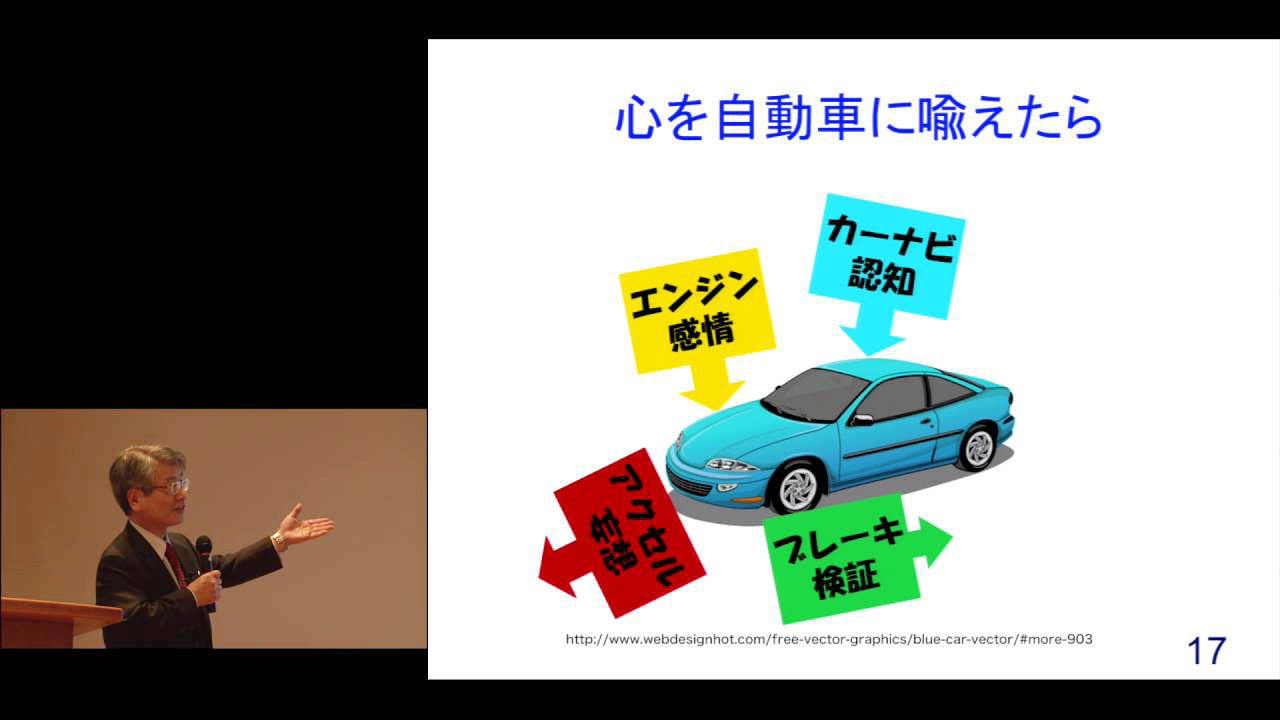 心を自動車に喩えたら
カーナビ
認知
エンジン
感情
アクセル
妄想
ブレーキ
検証
http://www.webdesignhot.com/free-vector-graphics/blue-car-vector/#more-903
17